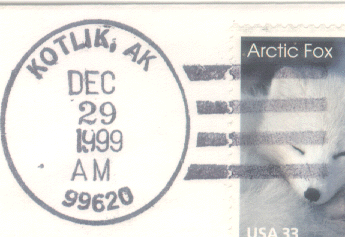 KOTLIK, AK
DEC
29
1999
AM
99620
Arctic Fox
USA 33